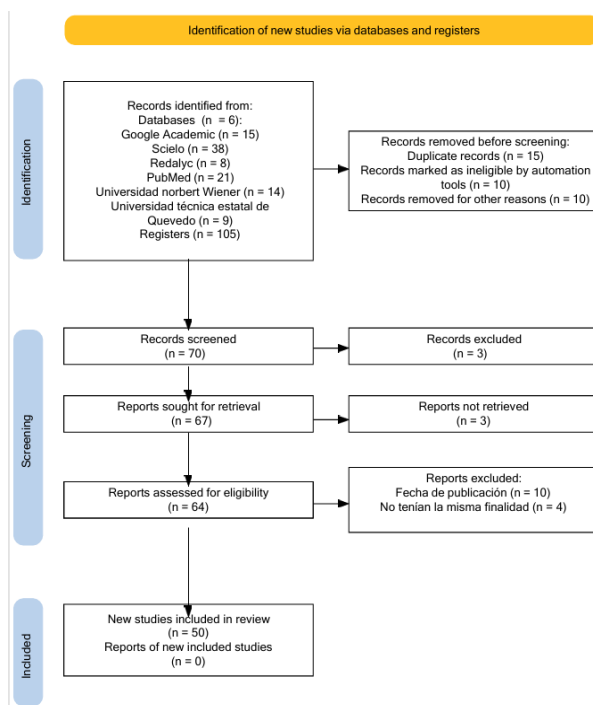 Identification of new studies via databases and registers
Identification
Records identified from:
Databases (n = 6):
Google Academic (n = 15)
Scielo (n = 38)
Redalyc (n = 8)
PubMed (n = 21)
Universidad norbert Wiener (n = 14)
Universidad técnica estatal de
Quevedo (n = 9)
Registers (n = 105)
Records removed before screening:
Duplicate records (n = 15)
Records marked as ineligible by automation
tools (n = 10)
Records removed for other reasons (n = 10)
Screening
Records screened
(n = 70)
Records excluded
(n = 3)
Reports sought for retrieval
(n = 67)
Reports not retrieved
(n = 3)
Reports assessed for eligibility
(n = 64)
Reports excluded:
Fecha de publicación (n = 10)
No tenían la misma finalidad (n = 4)
Included
New studies included in review
(n = 50)
Reports of new included studies
(n = 0)